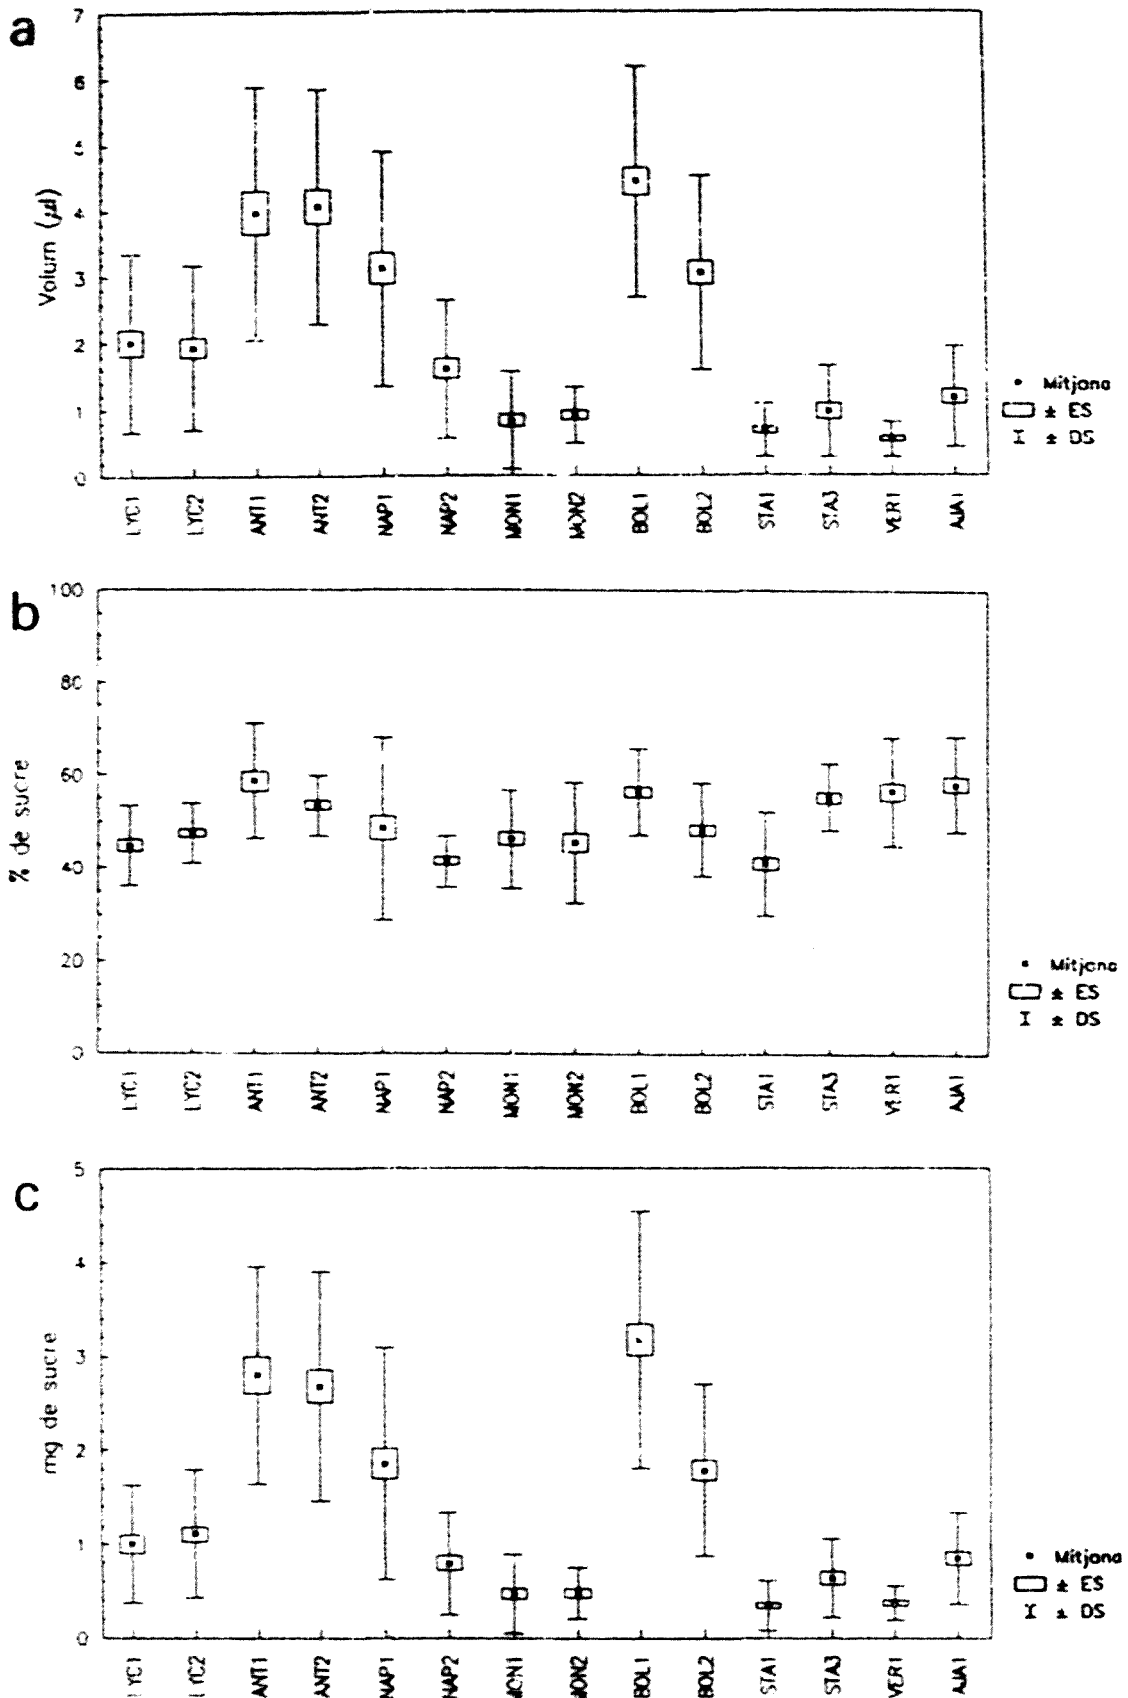 a
7
6
5
4
3
2
1
0
Volum (µl)
• Mitjana
± ES
I ± DS
LYC1 LYC2 ANT1 ANT2 NAP1 NAP2 MON1 MON2 BOL1 BOL2 STA1 STA3 VER1 AJA1
b
100
80
60
40
20
0
% de sucre
• Mitjana
± ES
I ± DS
LYC1 LYC2 ANT1 ANT2 NAP1 NAP2 MON1 MON2 BOL1 BOL2 STA1 STA3 VER1 AJA1
c
5
4
3
2
1
0
mg de sucre
• Mitjana
± ES
I ± DS
LYC1 LYC2 ANT1 ANT2 NAP1 NAP2 MON1 MON2 BOL1 BOL2 STA1 STA3 VER1 AJA1